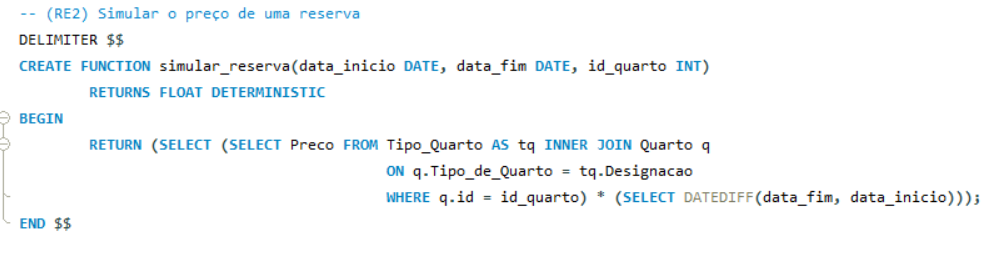 -- (RE2) Simular o preço de uma reserva
DELIMITER $$
CREATE FUNCTION simular_reserva(data_inicio DATE, data_fim DATE, id_quarto INT)
RETURNS FLOAT DETERMINISTIC
BEGIN
RETURN (SELECT (SELECT Preco FROM Tipo_Quarto AS tq INNER JOIN Quarto q
ON q.Tipo_de_Quarto = tq.Designacao
WHERE q.id = id_quarto) * (SELECT DATEDIFF(data_fim, data_inicio)));
END $$